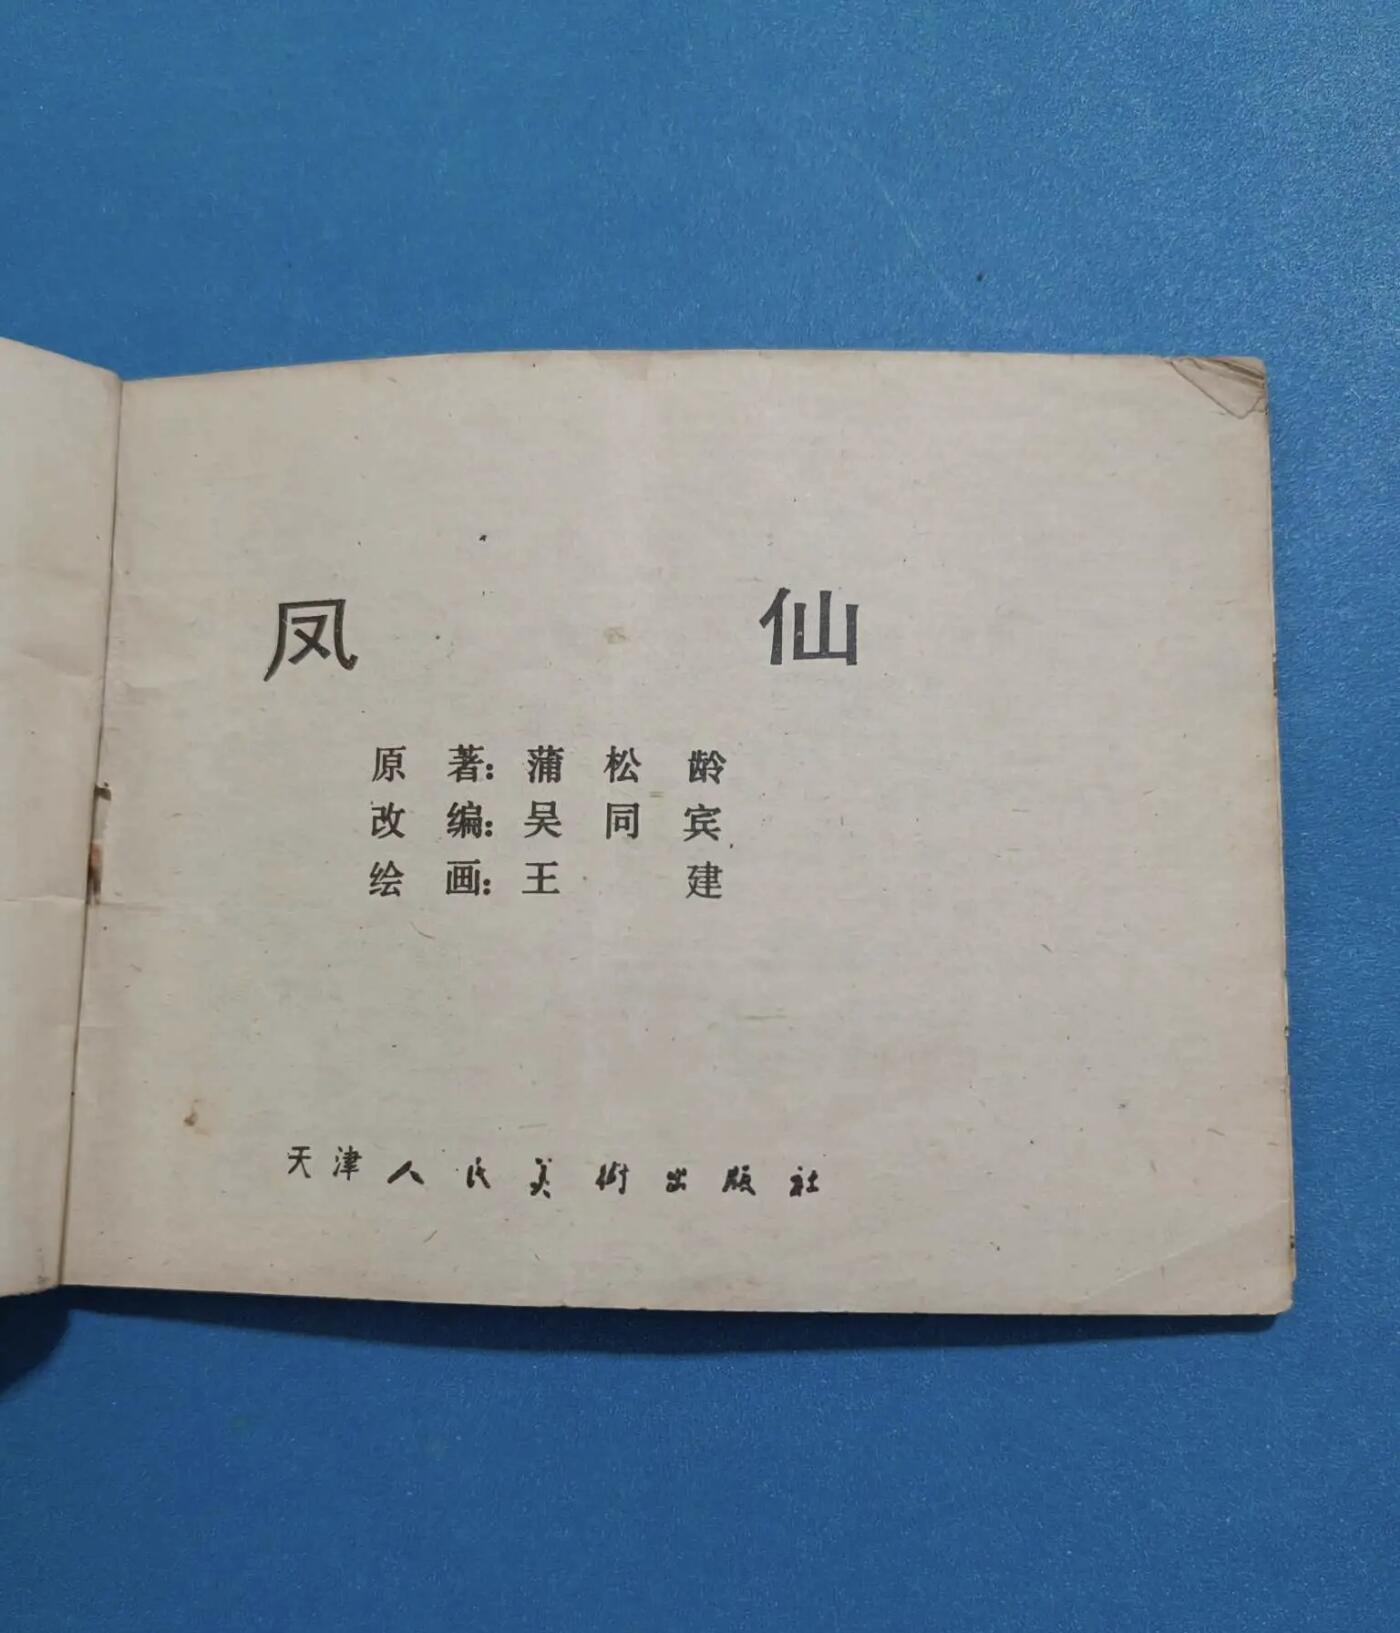 凤仙
原著：蒲松龄
改编：吴同宾
绘画：王建
天津人民美術出版社